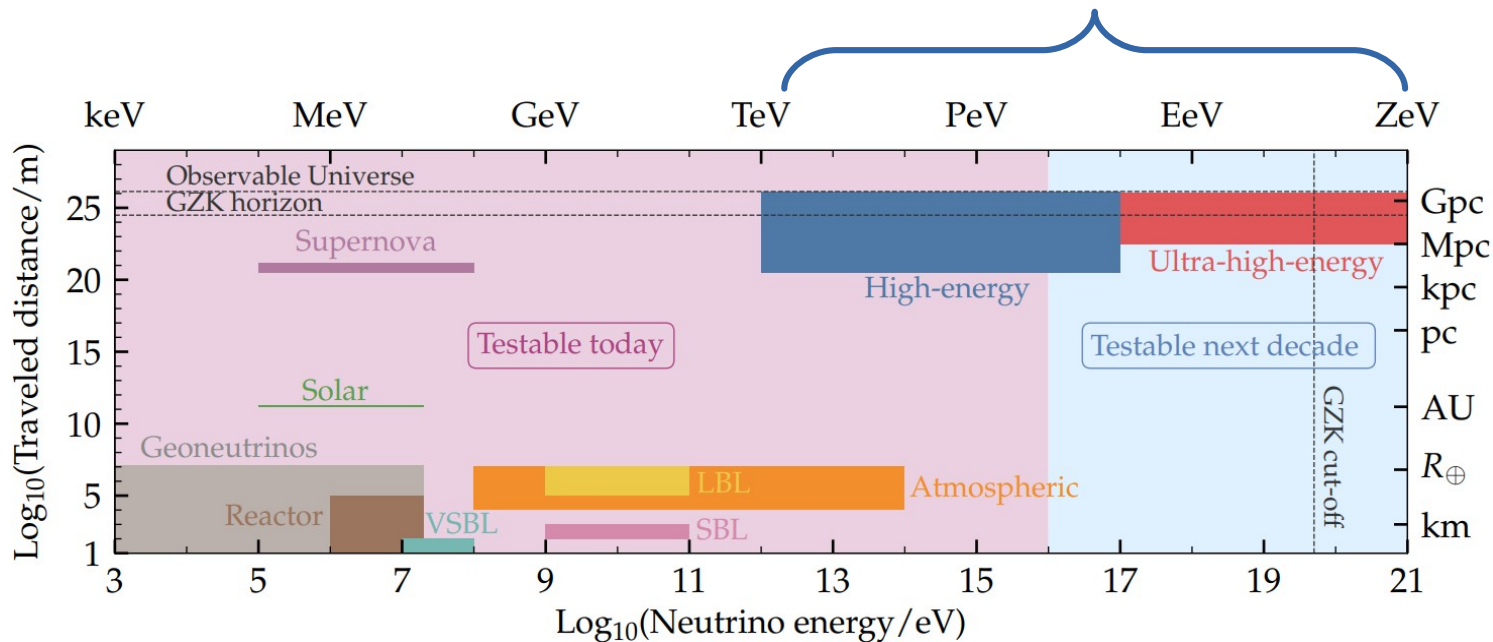 keV MeV GeV TeV PeV EeV ZeV
Observable Universe
GZK horizon
Supernova
High-energy
Ultra-high-energy
Testable today
Testable next decade
Solar
Geoneutrinos
Reactor
VSBL
LBL
SBL
Atmospheric
GZK cut-off
Log₁₀(Traveled distance/m)
25
20
15
10
5
1
Gpc
Mpc
kpc
pc
AU
R⊕
km
3 5 7 9 11 13 15 17 19 21
Log₁₀(Neutrino energy/eV)